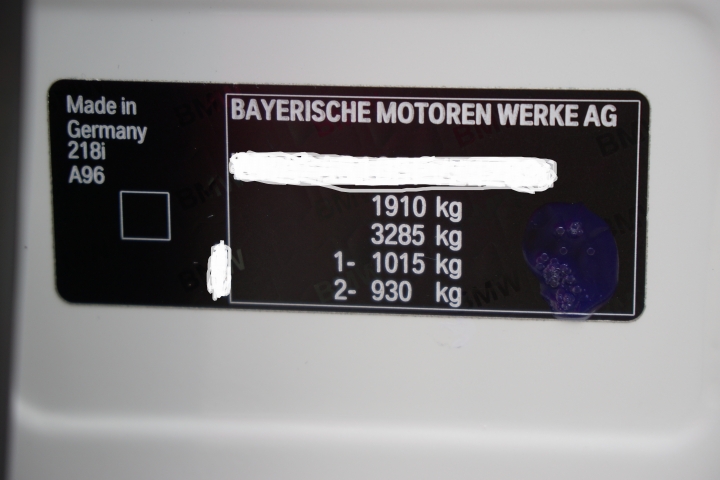 Made in
Germany
218i
A96
BAYERISCHE MOTOREN WERKE AG
1910 kg
3285 kg
1- 1015 kg
2- 930 kg